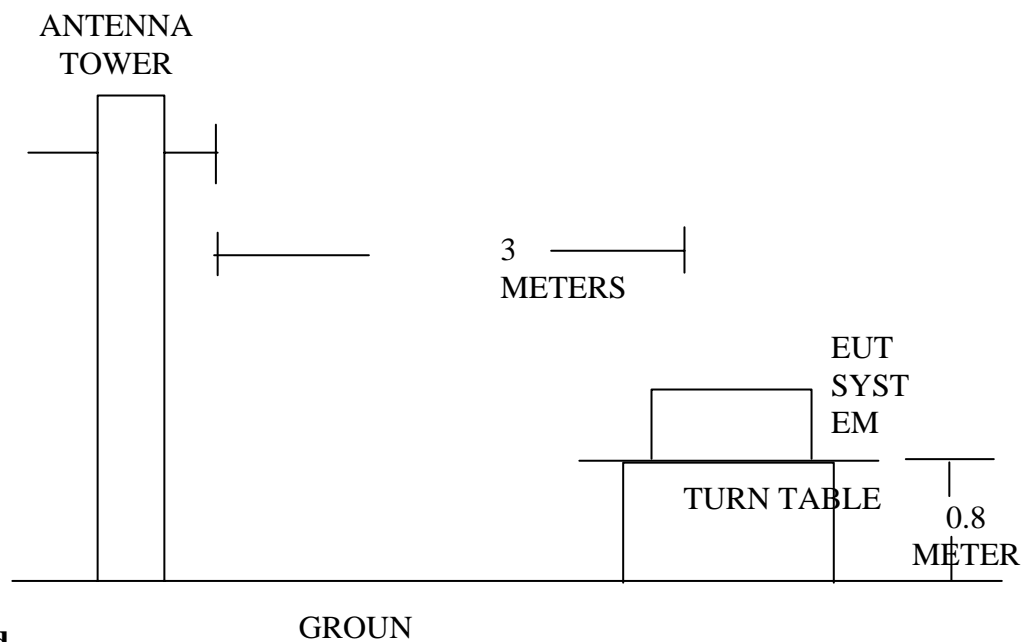 ANTENNA
TOWER
3
METERS
EUT
SYST
EM
TURN TABLE
0.8
METER
GROUN